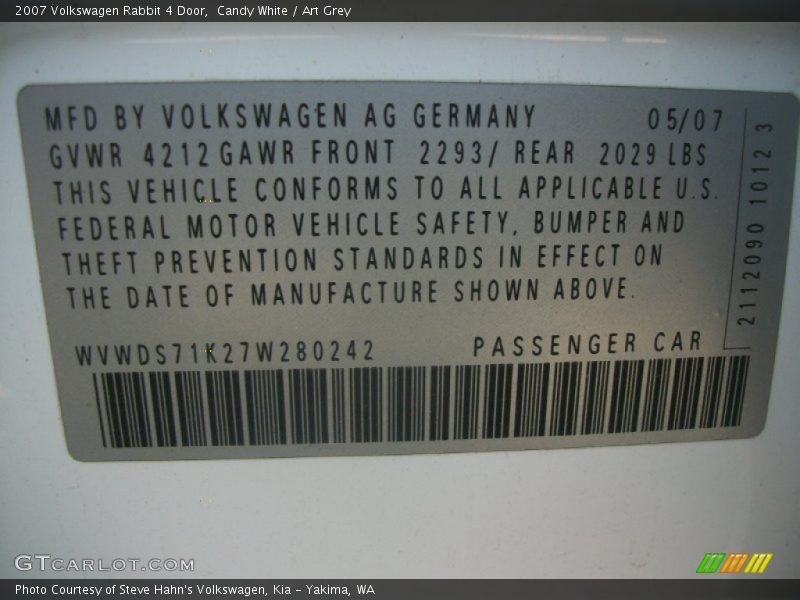 2007 Volkswagen Rabbit 4 Door,  Candy White / Art Grey
MFD BY VOLKSWAGEN AG GERMANY 05/07
GVWR 4212 GAWR FRONT 2293/ REAR 2029 LBS
THIS VEHICLE CONFORMS TO ALL APPLICABLE U.S.
FEDERAL MOTOR VEHICLE SAFETY, BUMPER AND
THEFT PREVENTION STANDARDS IN EFFECT ON
THE DATE OF MANUFACTURE SHOWN ABOVE.
WVWDS71K27W280242 PASSENGER CAR
2112090 1012 3
GTCARLOT.COM
Photo Courtesy of Steve Hahn's Volkswagen, Kia - Yakima, WA